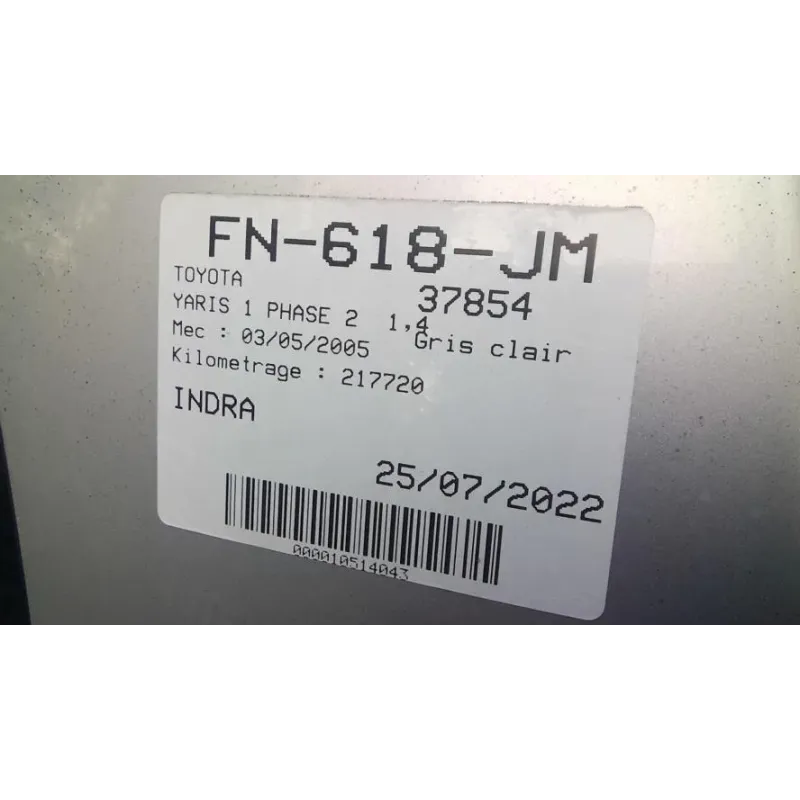 FN-618-JM
TOYOTA 37854
YARIS 1 PHASE 2 1,4
Mec : 03/05/2005 Gris clair
Kilometrage : 217720
INDRA
25/07/2022
000010514043